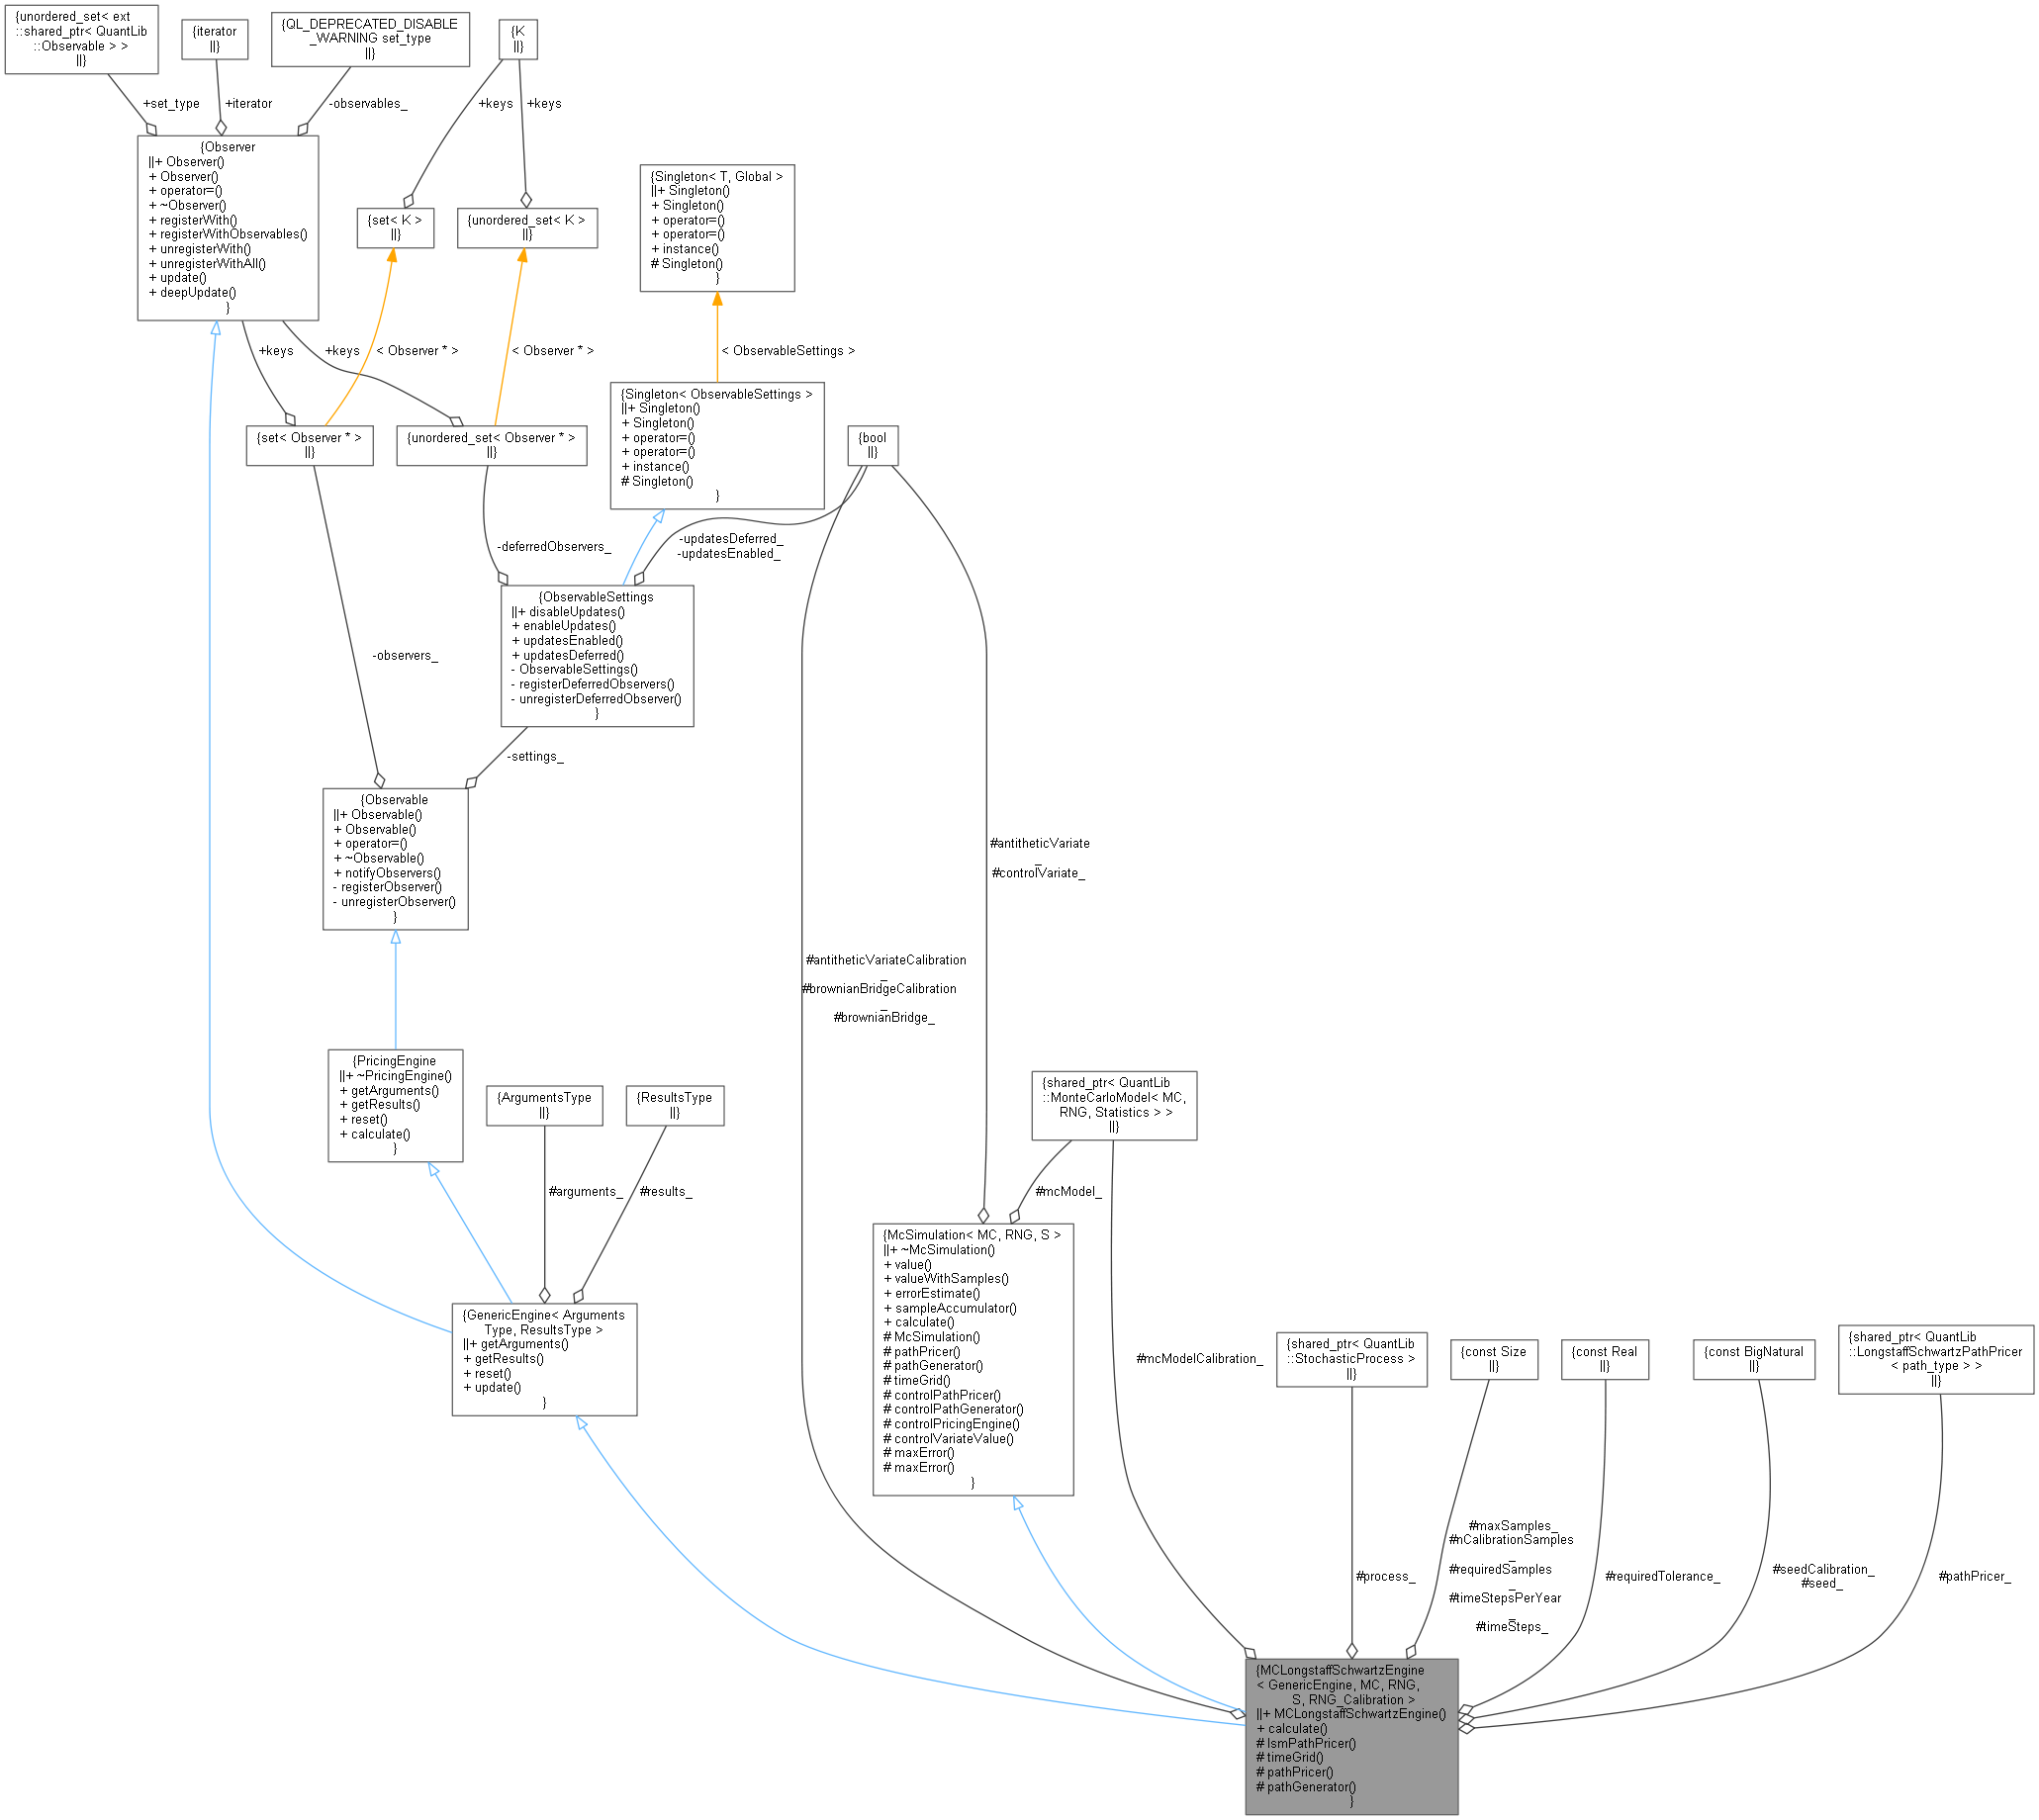 {unordered_set< ext
::shared_ptr< QuantLib
::Observable > >
||}
{iterator
||}
{QL_DEPRECATED_DISABLE
_WARNING set_type
||}
{K
||}
+set_type
+iterator
-observables_
+keys
+keys
{Observer
||+ Observer()
+ Observer()
+ operator=()
+ ~Observer()
+ registerWith()
+ registerWithObservables()
+ unregisterWith()
+ unregisterWithAll()
+ update()
+ deepUpdate()
}
{set< K >
||}
{unordered_set< K >
||}
{Singleton< T, Global >
||+ Singleton()
+ Singleton()
+ operator=()
+ operator=()
+ instance()
# Singleton()
}
+keys
+keys
< Observer * >
< Observer * >
< ObservableSettings >
{set< Observer * >
||}
{unordered_set< Observer * >
||}
{Singleton< ObservableSettings >
||+ Singleton()
+ Singleton()
+ operator=()
+ operator=()
+ instance()
# Singleton()
}
{bool
||}
-deferredObservers_
-updatesDeferred_
-updatesEnabled_
-observers_
{ObservableSettings
||+ disableUpdates()
+ enableUpdates()
+ updatesEnabled()
+ updatesDeferred()
- ObservableSettings()
- registerDeferredObservers()
- unregisterDeferredObserver()
}
-settings_
{Observable
||+ Observable()
+ Observable()
+ operator=()
+ ~Observable()
+ notifyObservers()
- registerObserver()
- unregisterObserver()
}
#antitheticVariate
_
#controlVariate_
#antitheticVariateCalibration
_
#brownianBridgeCalibration
_
#brownianBridge_
{PricingEngine
||+ ~PricingEngine()
+ getArguments()
+ getResults()
+ reset()
+ calculate()
}
{ArgumentsType
||}
{ResultsType
||}
{shared_ptr< QuantLib
::MonteCarloModel< MC,
RNG, Statistics > >
||}
#arguments_
#results_
#mcModel_
{GenericEngine< Arguments
Type, ResultsType >
||+ getArguments()
+ getResults()
+ reset()
+ update()
}
{McSimulation< MC, RNG, S >
||+ ~McSimulation()
+ value()
+ valueWithSamples()
+ errorEstimate()
+ sampleAccumulator()
+ calculate()
# McSimulation()
# pathPricer()
# pathGenerator()
# timeGrid()
# controlPathPricer()
# controlPathGenerator()
# controlPricingEngine()
# controlVariateValue()
# maxError()
# maxError()
}
#mcModelCalibration_
{shared_ptr< QuantLib
::StochasticProcess >
||}
{const Size
||}
{const Real
||}
{const BigNatural
||}
{shared_ptr< QuantLib
::LongstaffSchwartzPathPricer
< path_type > >
||}
#process_
#maxSamples_
#nCalibrationSamples
_
#requiredSamples
_
#timeStepsPerYear
_
#timeSteps_
#requiredTolerance_
#seedCalibration_
#seed_
#pathPricer_
{MCLongstaffSchwartzEngine
< GenericEngine, MC, RNG,
S, RNG_Calibration >
||+ MCLongstaffSchwartzEngine()
+ calculate()
# lsmPathPricer()
# timeGrid()
# pathPricer()
# pathGenerator()
}